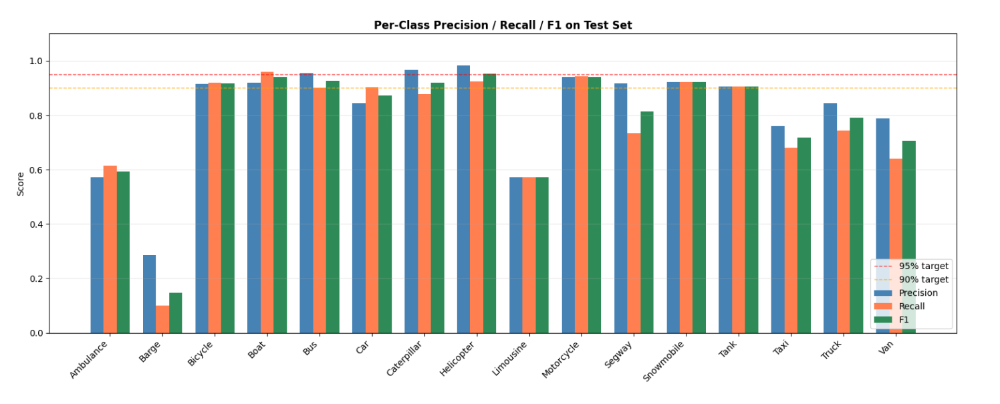 Per-Class Precision / Recall / F1 on Test Set
Score
1.0
0.8
0.6
0.4
0.2
0.0
95% target
90% target
Precision
Recall
F1
Ambulance
Barge
Bicycle
Boat
Bus
Car
Caterpillar
Helicopter
Limousine
Motorcycle
Segway
Snowmobile
Tank
Taxi
Truck
Van